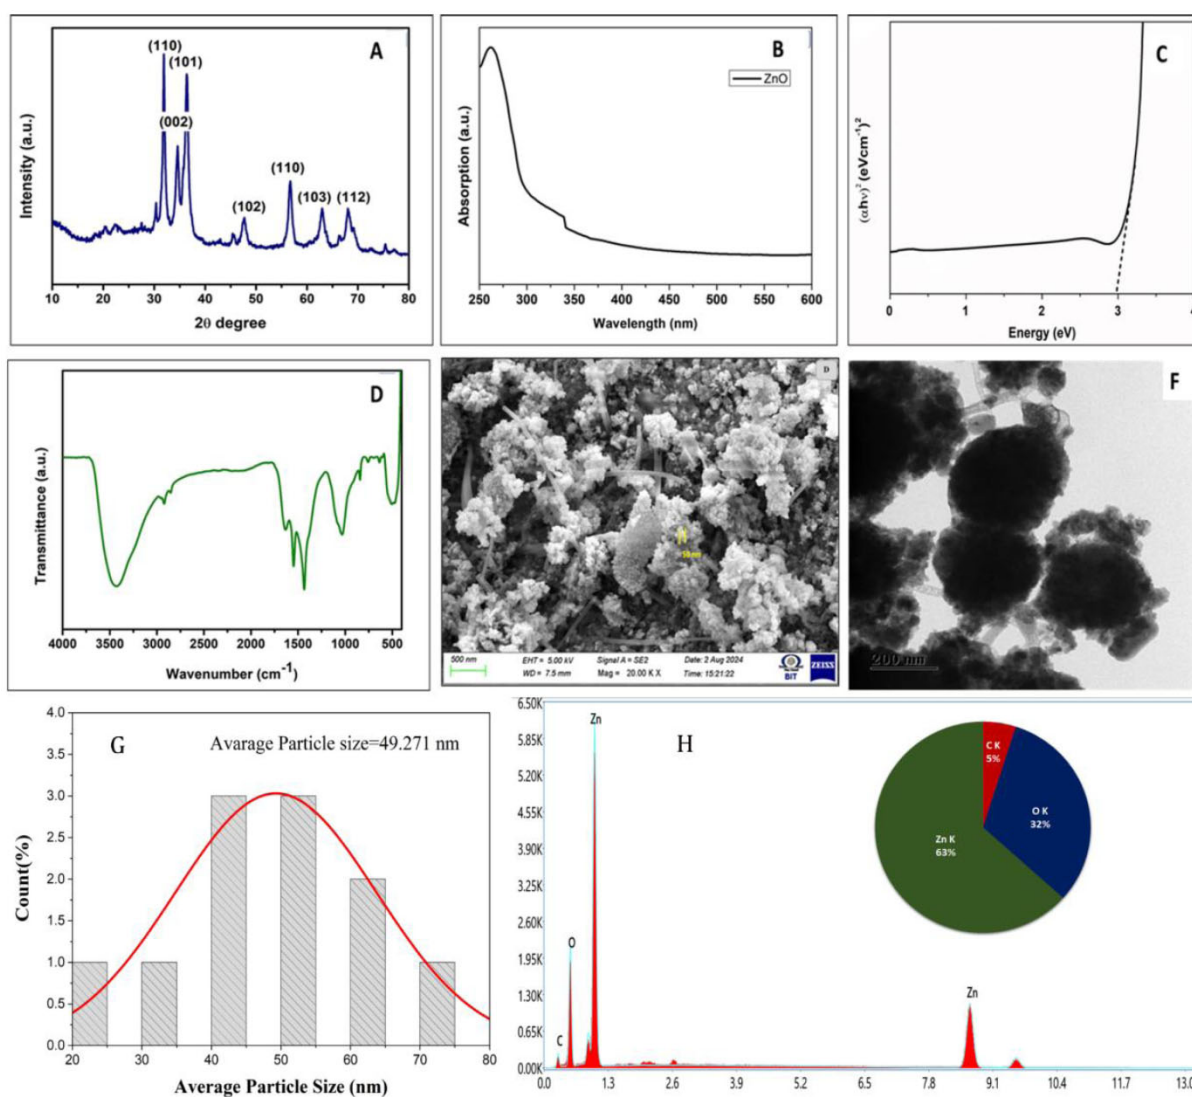 A
(110)
(101)
(002)
(102)
(110)
(103)
(112)
Intensity (a.u.)
10 20 30 40 50 60 70 80
2θ degree
B
ZnO
Absorption (a.u.)
250 300 350 400 450 500 550 600
Wavelength (nm)
C
(αhν)² (eVcm⁻¹)²
0 1 2 3
Energy (eV)
D
Transmittance (a.u.)
4000 3500 3000 2500 2000 1500 1000 500
Wavenumber (cm⁻¹)
D
500 nm
EHT = 5.00 kV Signal A = SE2 Date: 2 Aug 2024
WD = 7.5 mm Mag = 20.00 K X Time: 15:21:22
BIT
ZEISS
F
200 nm
G
Avarage Particle size=49.271 nm
4.0
3.5
3.0
2.5
2.0
1.5
1.0
0.5
0.0
Count(%)
20 30 40 50 60 70 80
Average Particle Size (nm)
H
6.50K
5.85K
5.20K
4.55K
3.90K
3.25K
2.60K
1.95K
1.30K
0.65K
0.00K
Zn
O
C
Zn
C K
5%
O K
32%
Zn K
63%
0.0 1.3 2.6 3.9 5.2 6.5 7.8 9.1 10.4 11.7 13.0